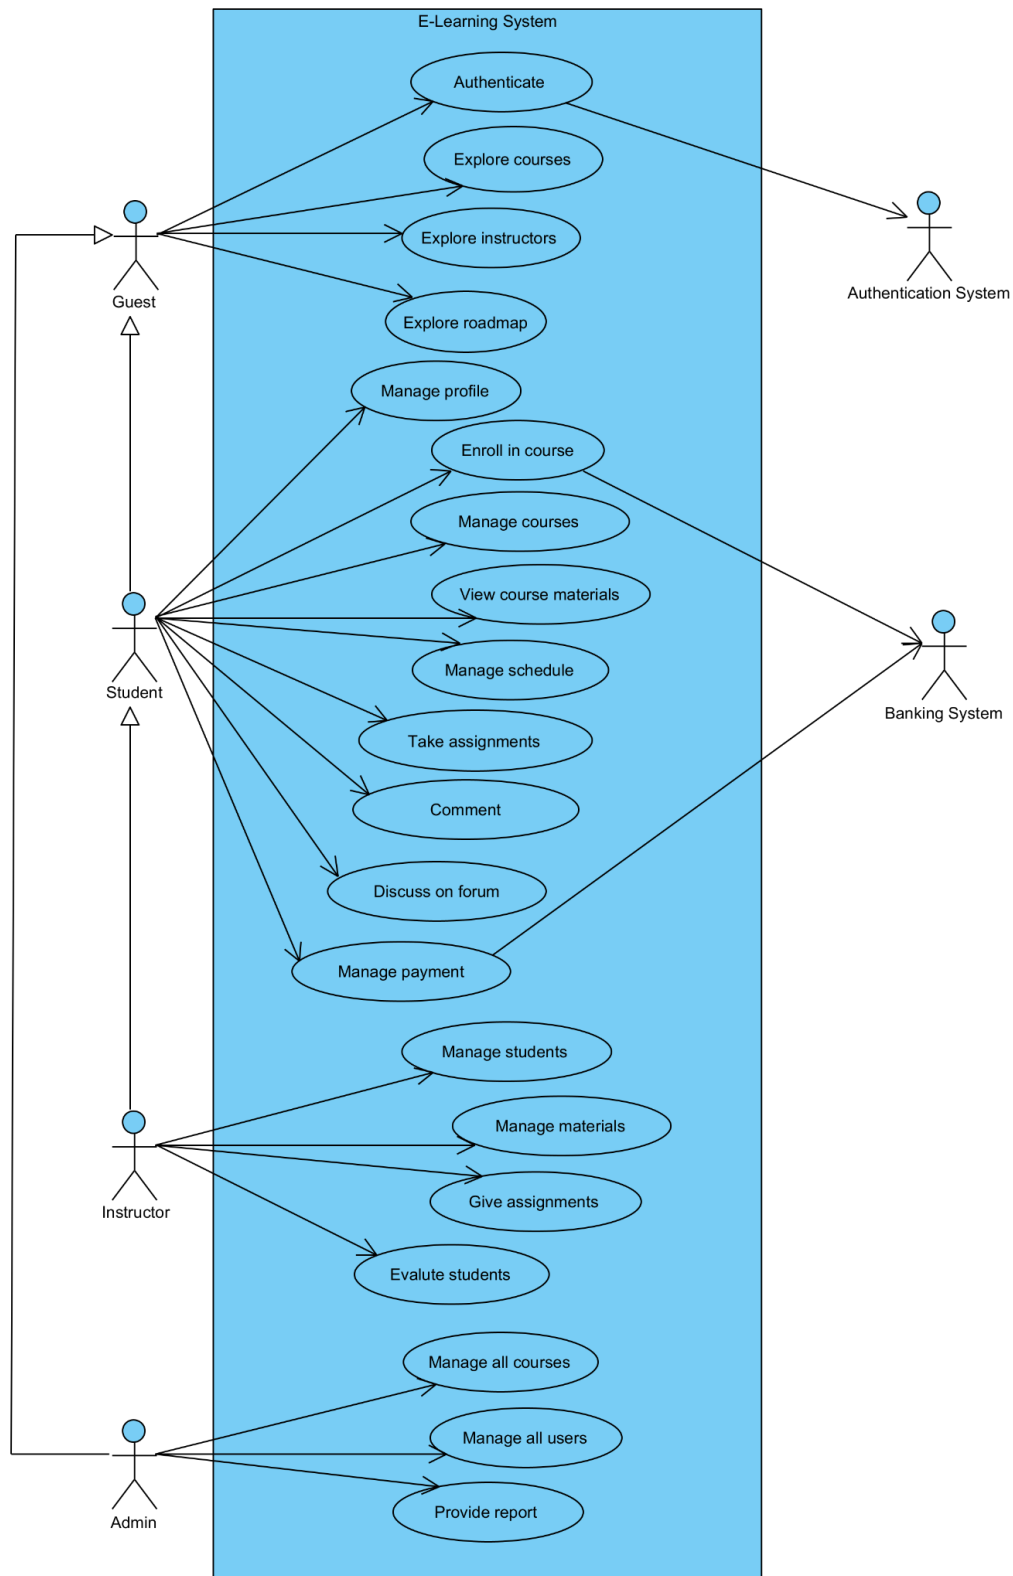 E-Learning System
Authenticate
Explore courses
Explore instructors
Explore roadmap
Guest
Authentication System
Manage profile
Enroll in course
Manage courses
View course materials
Manage schedule
Student
Banking System
Take assignments
Comment
Discuss on forum
Manage payment
Manage students
Manage materials
Give assignments
Instructor
Evalute students
Manage all courses
Manage all users
Provide report
Admin